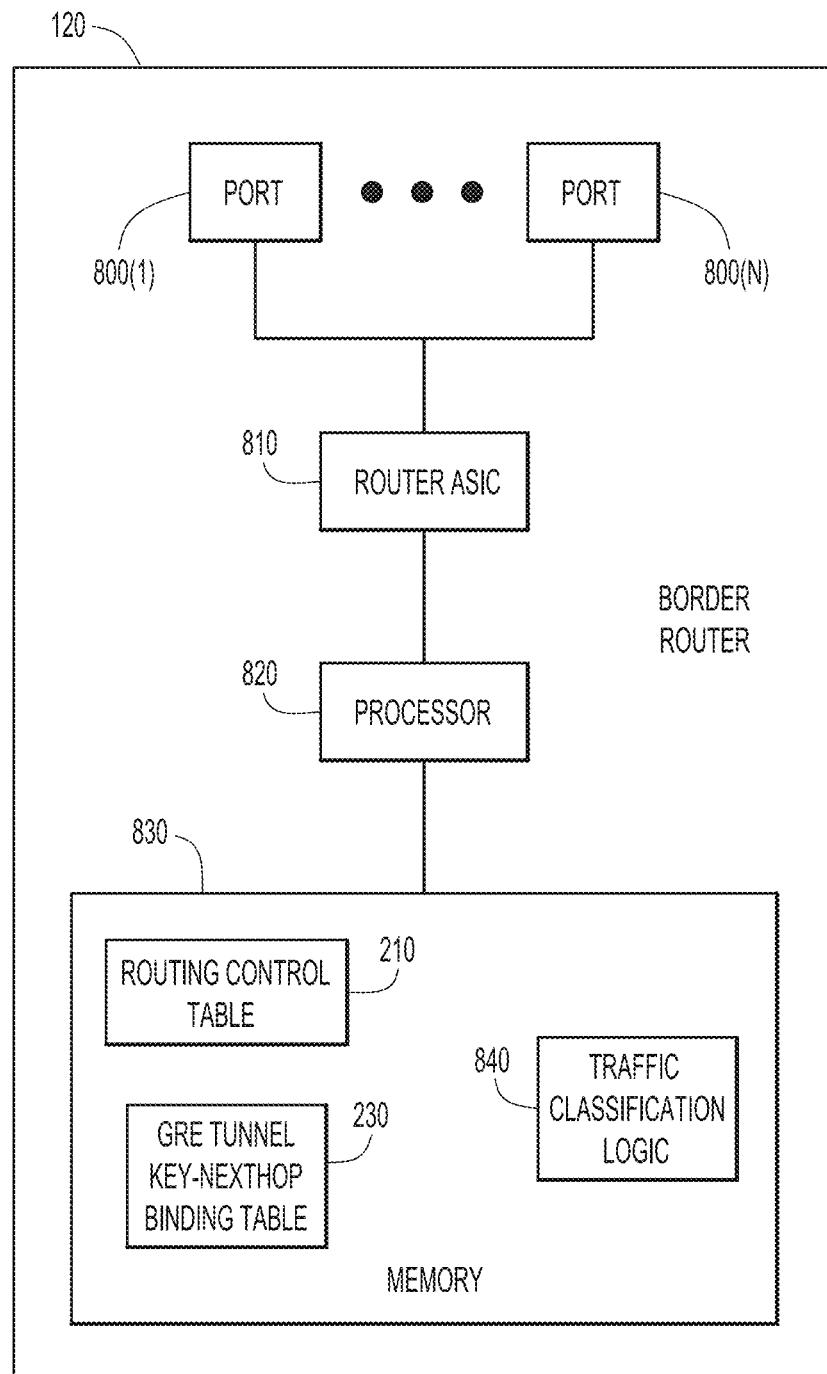 120
PORT
PORT
800(1)
800(N)
810
ROUTER ASIC
BORDER
ROUTER
820
PROCESSOR
830
ROUTING CONTROL
TABLE
210
840
TRAFFIC
CLASSIFICATION
LOGIC
GRE TUNNEL
KEY-NEXTHOP
BINDING TABLE
230
MEMORY